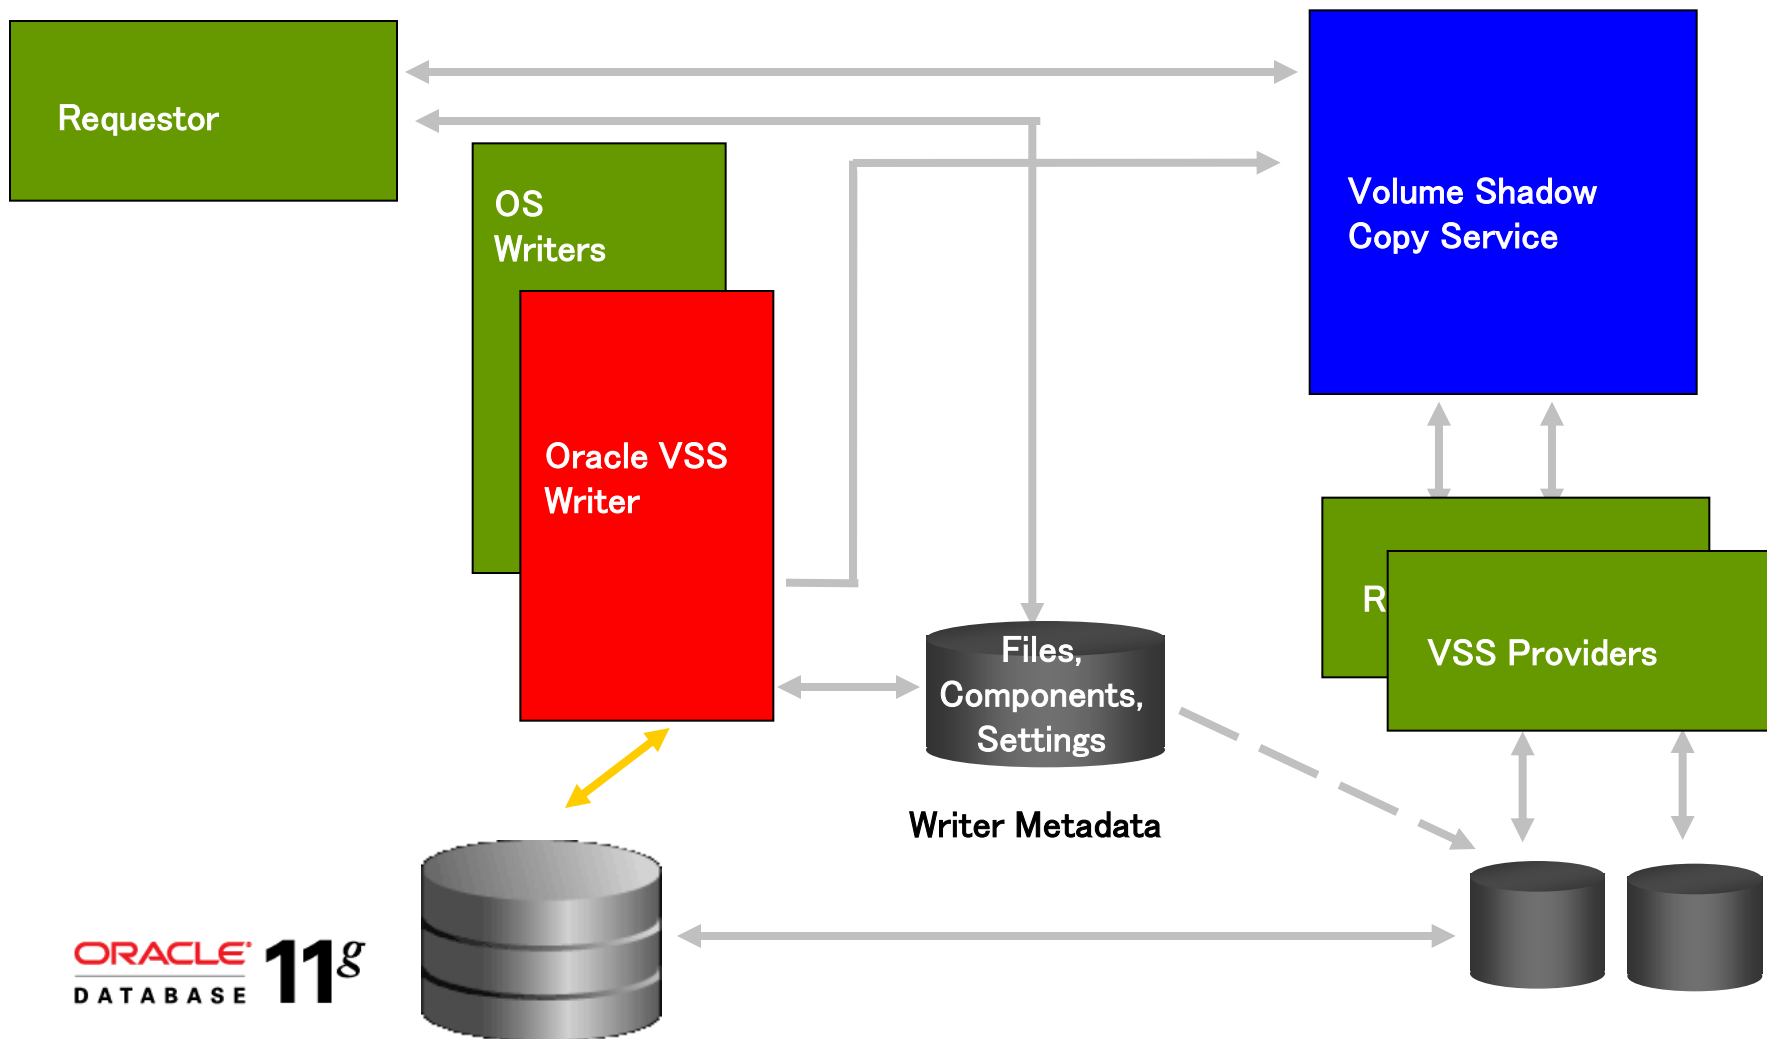 Requestor
OS
Writers
Volume Shadow
Copy Service
Oracle VSS
Writer
R
Files,
Components,
Settings
VSS Providers
Writer Metadata
ORACLE
DATABASE
11g